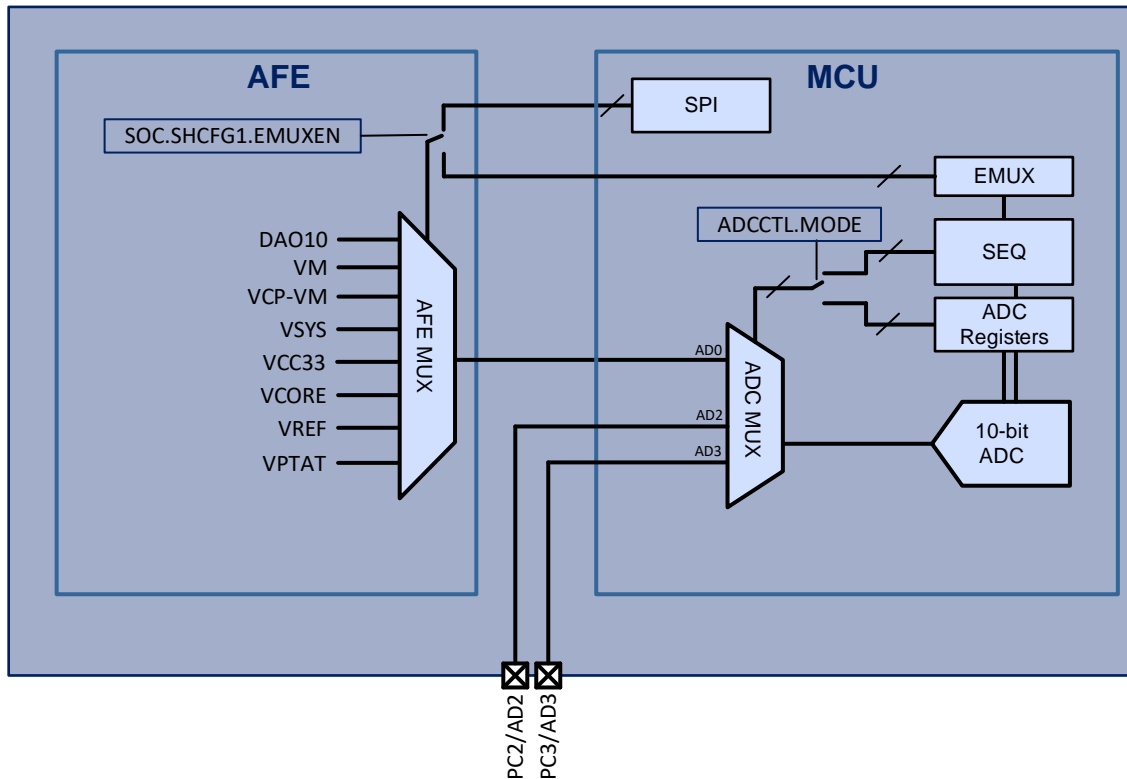 AFE
MCU
SPI
SOC.SHCFG1.EMUXEN
EMUX
ADCCTL.MODE
SEQ
DAO10
VM
VCP-VM
VSYS
VCC33
VCORE
VREF
VPTAT
AFE MUX
AD0
AD2
AD3
ADC MUX
ADC
Registers
10-bit
ADC
PC2/AD2
PC3/AD3